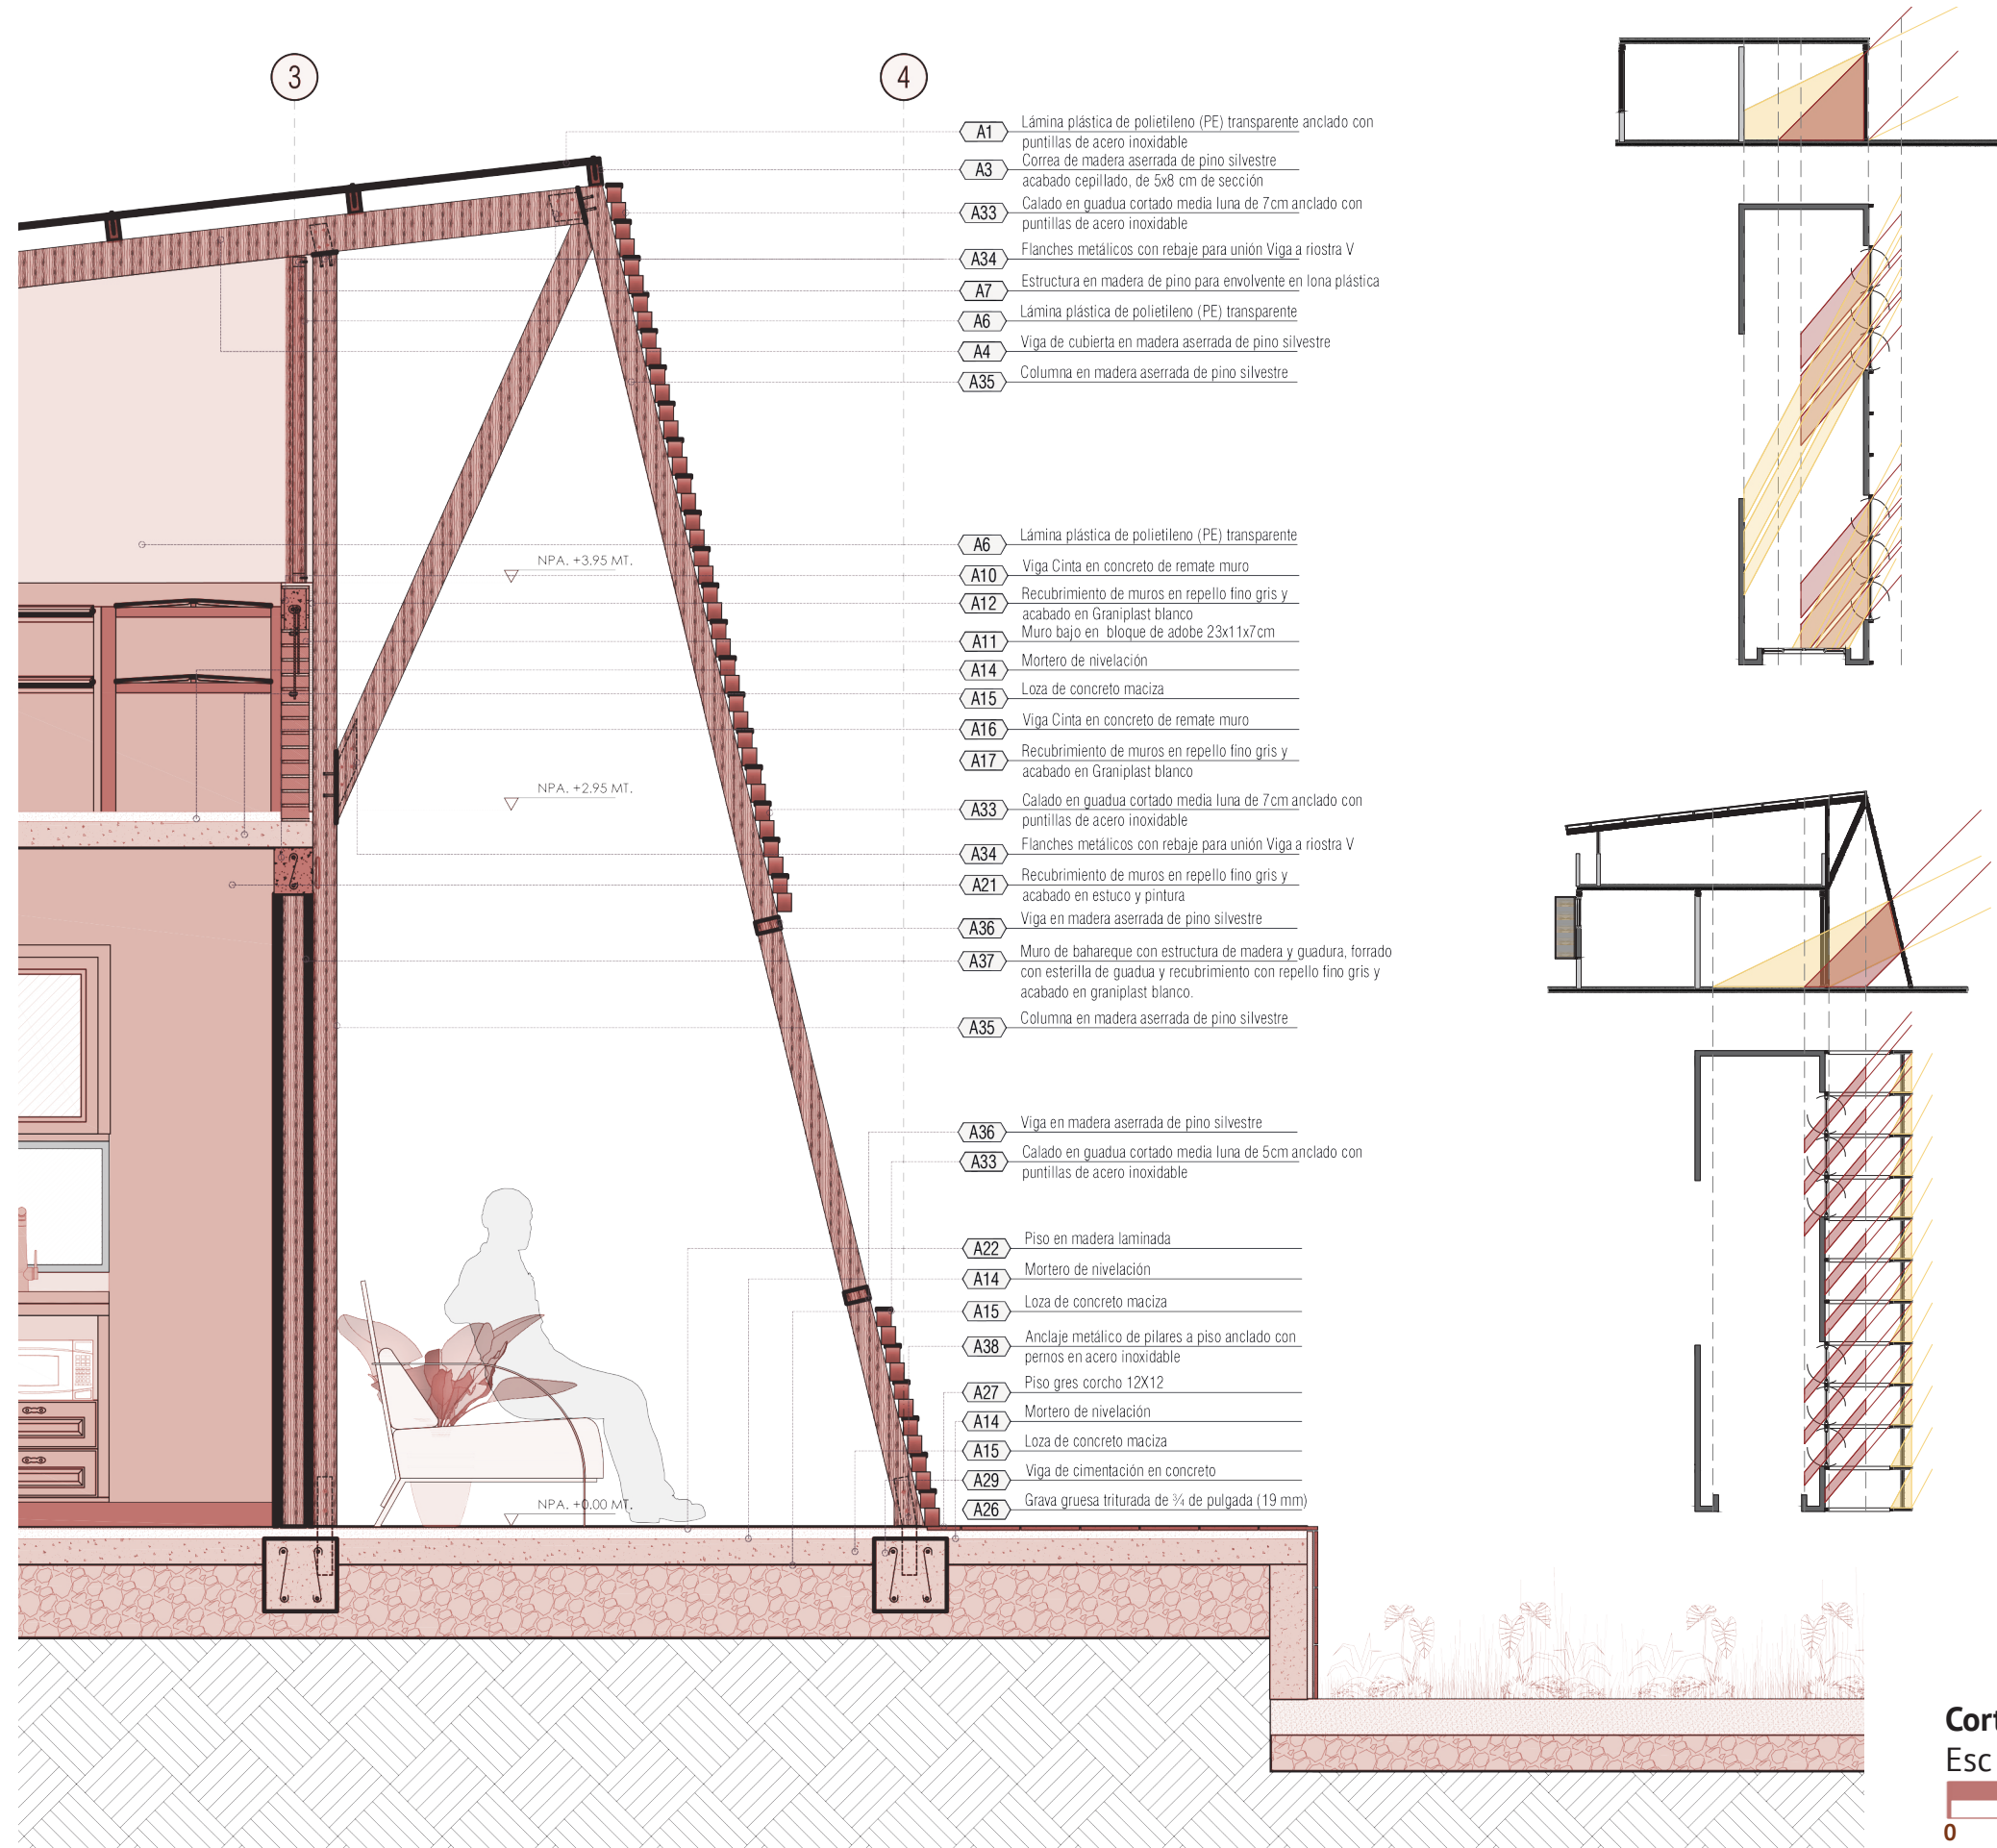 3
4
A1 Lámina plástica de polietileno (PE) transparente anclado con
puntillas de acero inoxidable
A3 Correa de madera aserrada de pino silvestre
acabado cepillado, de 5x8 cm de sección
A33 Calado en guadua cortado media luna de 7cm anclado con
puntillas de acero inoxidable
A34 Flanches metálicos con rebaje para unión Viga a riostra V
A7 Estructura en madera de pino para envolvente en lona plástica
A6 Lámina plástica de polietileno (PE) transparente
A4 Viga de cubierta en madera aserrada de pino silvestre
A35 Columna en madera aserrada de pino silvestre
A6 Lámina plástica de polietileno (PE) transparente
NPA. +3.95 MT.
A10 Viga Cinta en concreto de remate muro
A12 Recubrimiento de muros en repello fino gris y
acabado en Graniplast blanco
A11 Muro bajo en bloque de adobe 23x11x7cm
A14 Mortero de nivelación
A15 Loza de concreto maciza
A16 Viga Cinta en concreto de remate muro
A17 Recubrimiento de muros en repello fino gris y
acabado en Graniplast blanco
NPA. +2.95 MT.
A33 Calado en guadua cortado media luna de 7cm anclado con
puntillas de acero inoxidable
A34 Flanches metálicos con rebaje para unión Viga a riostra V
A21 Recubrimiento de muros en repello fino gris y
acabado en estuco y pintura
A36 Viga en madera aserrada de pino silvestre
A37 Muro de bahareque con estructura de madera y guadura, forrado
con esterilla de guadua y recubrimiento con repello fino gris y
acabado en graniplast blanco.
A35 Columna en madera aserrada de pino silvestre
A36 Viga en madera aserrada de pino silvestre
A33 Calado en guadua cortado media luna de 5cm anclado con
puntillas de acero inoxidable
A22 Piso en madera laminada
A14 Mortero de nivelación
A15 Loza de concreto maciza
A38 Anclaje metálico de pilares a piso anclado con
pernos en acero inoxidable
A27 Piso gres corcho 12X12
A14 Mortero de nivelación
A15 Loza de concreto maciza
A29 Viga de cimentación en concreto
A26 Grava gruesa triturada de ¾ de pulgada (19 mm)
NPA. +0.00 MT.
Cort
Esc
0